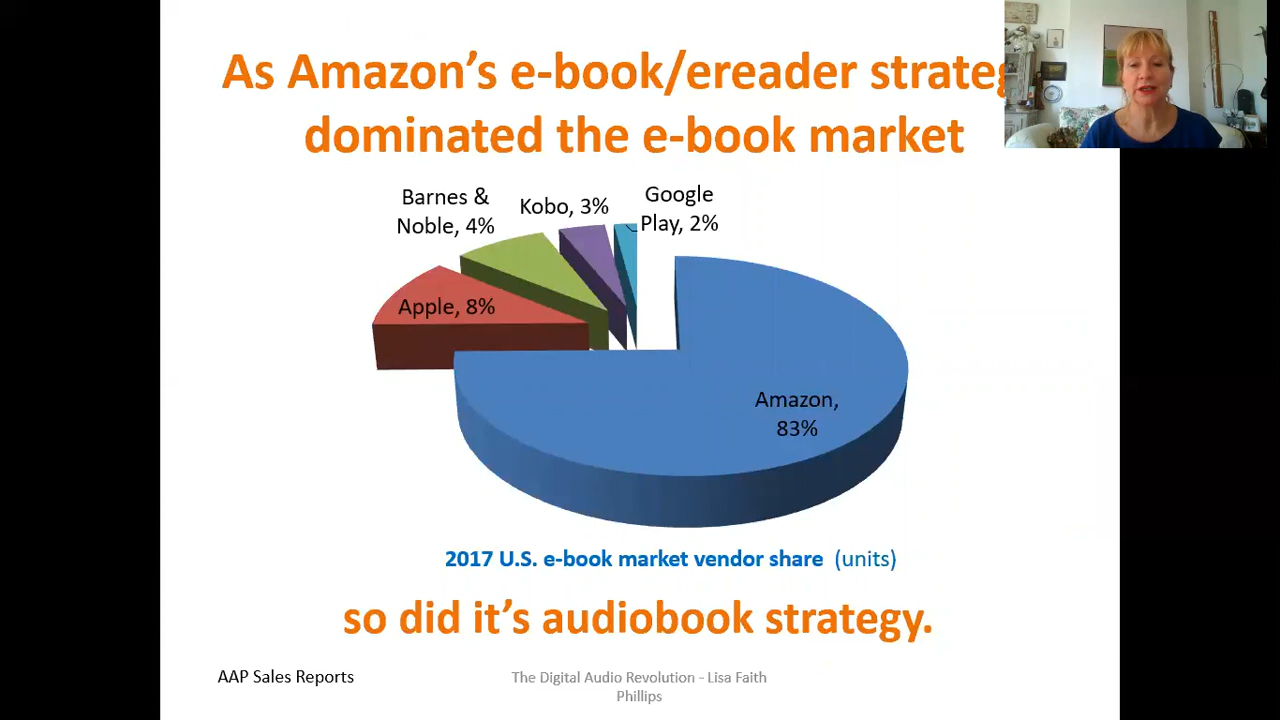 As Amazon's e-book/ereader
dominated the e-book market
Barnes &
Noble, 4%
Kobo, 3%
Google
Play, 2%
Apple, 8%
Amazon,
83%
2017 U.S. e-book market vendor share (units)
so did it's audiobook strategy.
AAP Sales Reports
The Digital Audio Revolution - Lisa Faith
Phillips